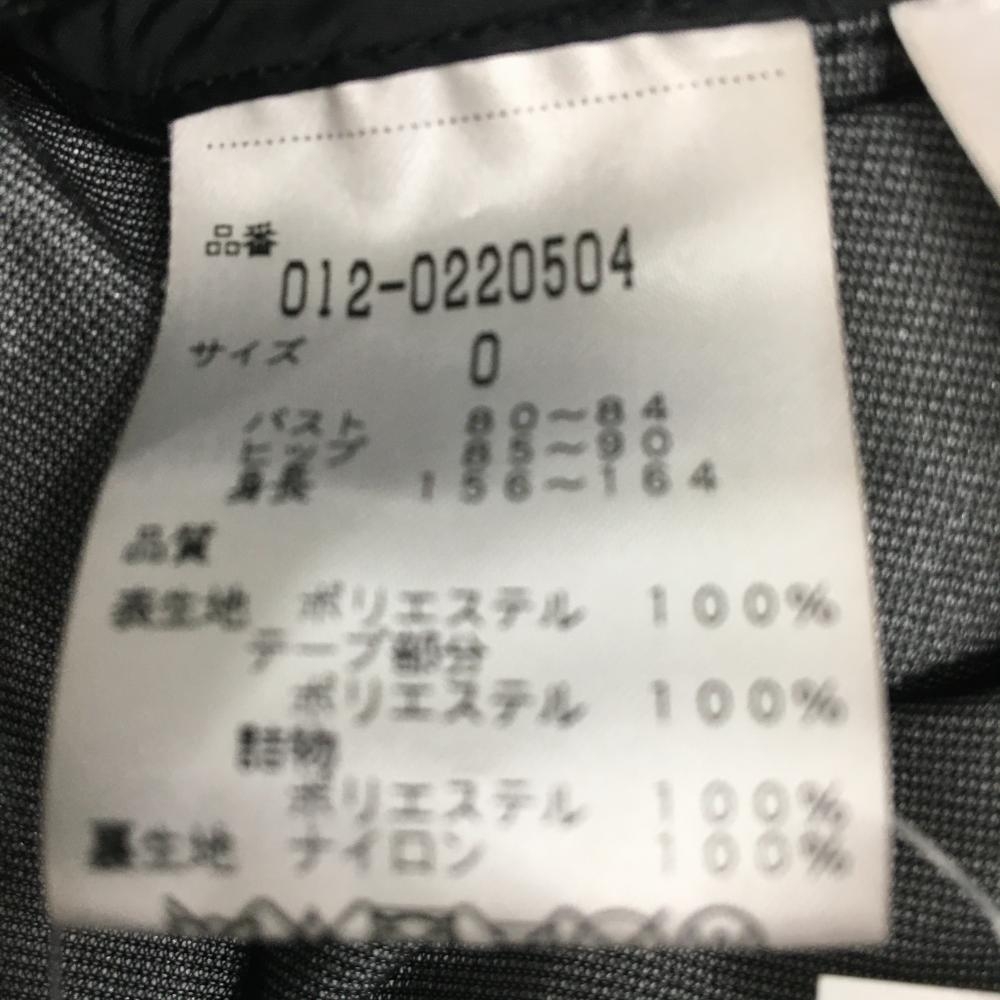 品番
012-0220504
サイズ 0
バスト 80～84
ヒップ 85～90
身長 156～164
品質
表生地 ポリエステル 100%
テープ部分
ポリエステル 100%
詰物
ポリエステル 100%
裏生地 ナイロン 100%